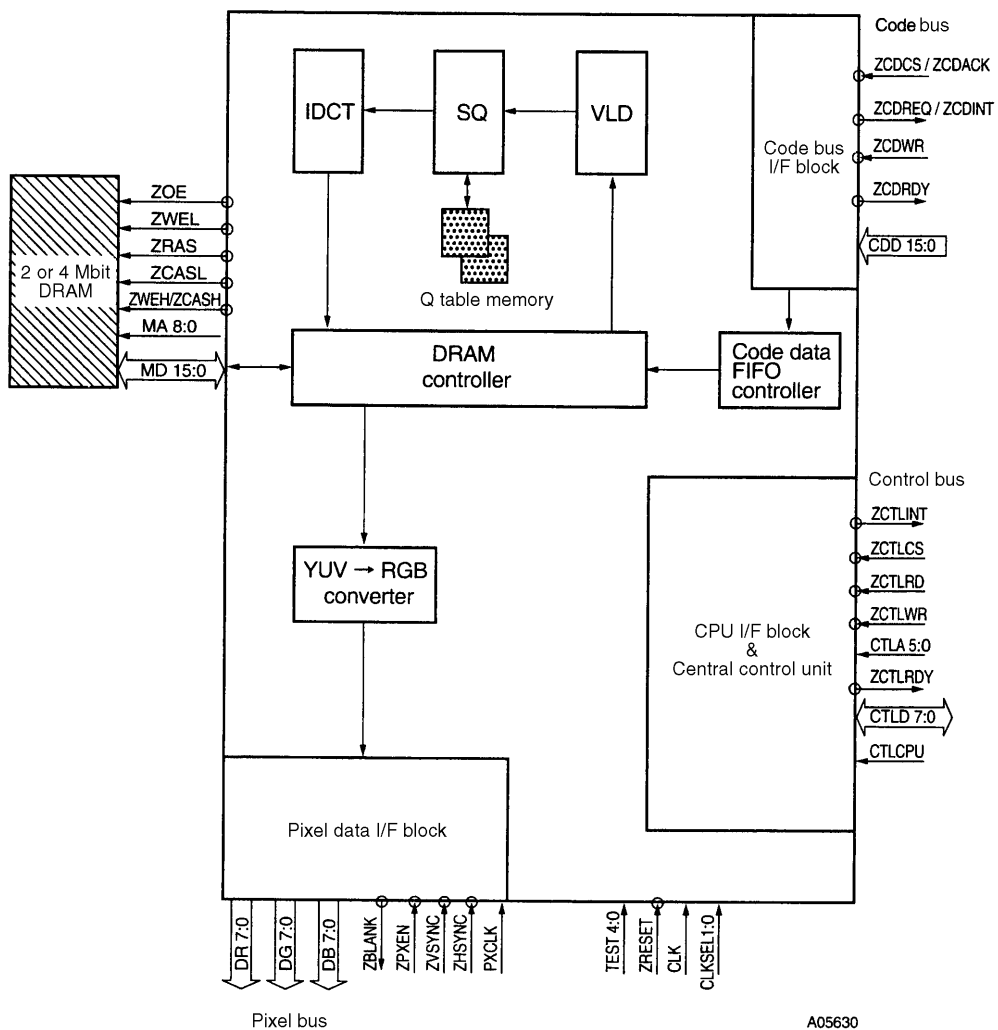 Code bus
ZCDCS / ZCDACK
ZCDREQ / ZCDINT
ZCDWR
ZCDRDY
CDD 15:0
Code bus
I/F block
IDCT
SQ
VLD
Q table memory
ZOE
ZWEL
ZRAS
ZCASL
ZWEH/ZCASH
MA 8:0
MD 15:0
2 or 4 Mbit
DRAM
DRAM
controller
Code data
FIFO
controller
Control bus
ZCTLINT
ZCTLCS
ZCTLRD
ZCTLWR
CTLA 5:0
ZCTLRDY
CTLD 7:0
CTLCPU
CPU I/F block
&
Central control unit
YUV → RGB
converter
Pixel data I/F block
DR 7:0
DG 7:0
DB 7:0
ZBLANK
ZPXEN
ZVSYNC
ZHSYNC
PXCLK
TEST 4:0
ZRESET
CLK
CLKSEL1:0
Pixel bus
A05630